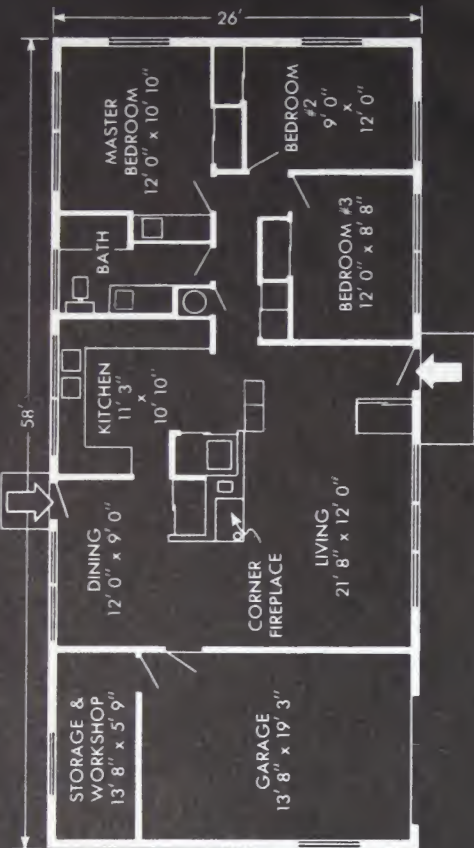 26'
58'
MASTER
BEDROOM
12' 0" x 10' 10"
BEDROOM
#2
9' 0"
x
12' 0"
BATH
BEDROOM #3
12' 0" x 8' 8"
KITCHEN
11' 3"
x
10' 10"
DINING
12' 0" x 9' 0"
CORNER
FIREPLACE
LIVING
21' 8" x 12' 0"
STORAGE &
WORKSHOP
13' 8" x 5' 9"
GARAGE
13' 8" x 19' 3"